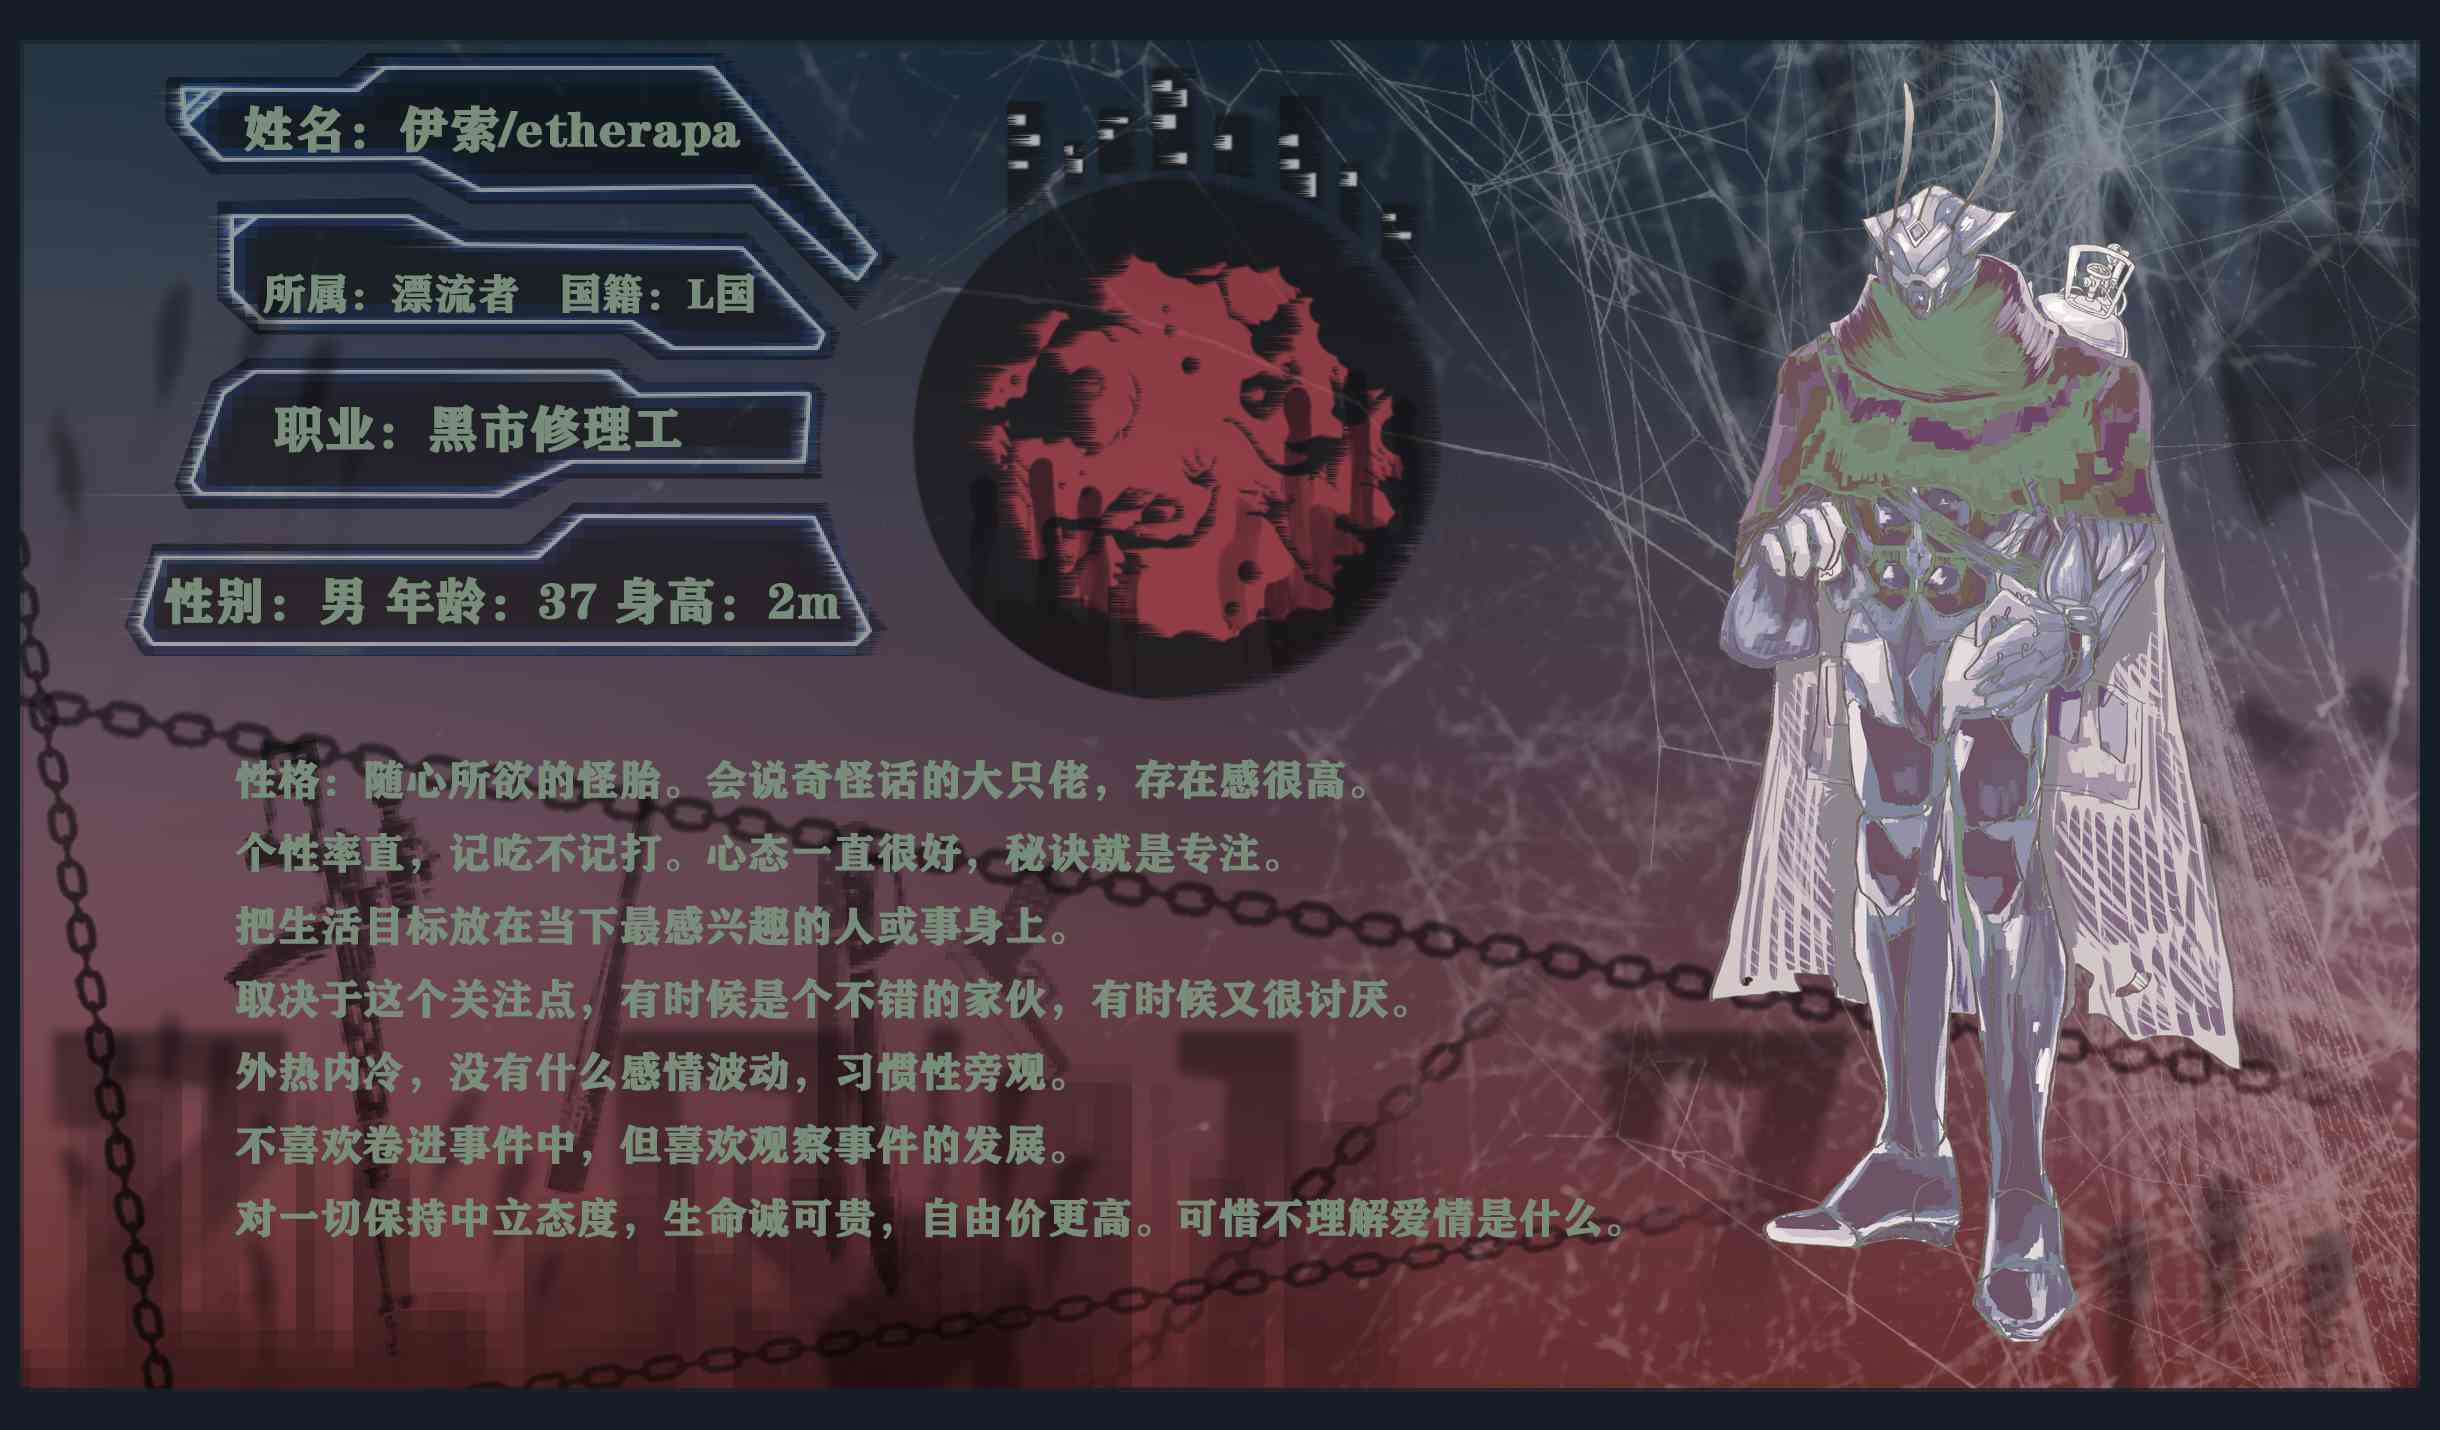 姓名：伊索/etherapa
所属：漂流者　国籍：L国
职业：黑市修理工
性别：男 年龄：37 身高：2m
性格：随心所欲的怪胎。会说奇怪话的大只佬，存在感很高。
个性率直，记吃不记打。心态一直很好，秘诀就是专注。
把生活目标放在当下最感兴趣的人或事身上。
取决于这个关注点，有时候是个不错的家伙，有时候又很讨厌。
外热内冷，没有什么感情波动，习惯性旁观。
不喜欢卷进事件中，但喜欢观察事件的发展。
对一切保持中立态度，生命诚可贵，自由价更高。可惜不理解爱情是什么。